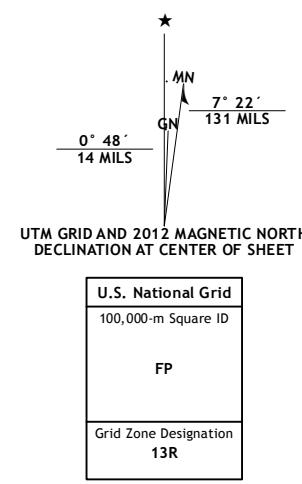 ★
MN
GN
7° 22´
131 MILS
0° 48´
14 MILS
UTM GRID AND 2012 MAGNETIC NORTH
DECLINATION AT CENTER OF SHEET
U.S. National Grid
100,000-m Square ID
FP
Grid Zone Designation
13R